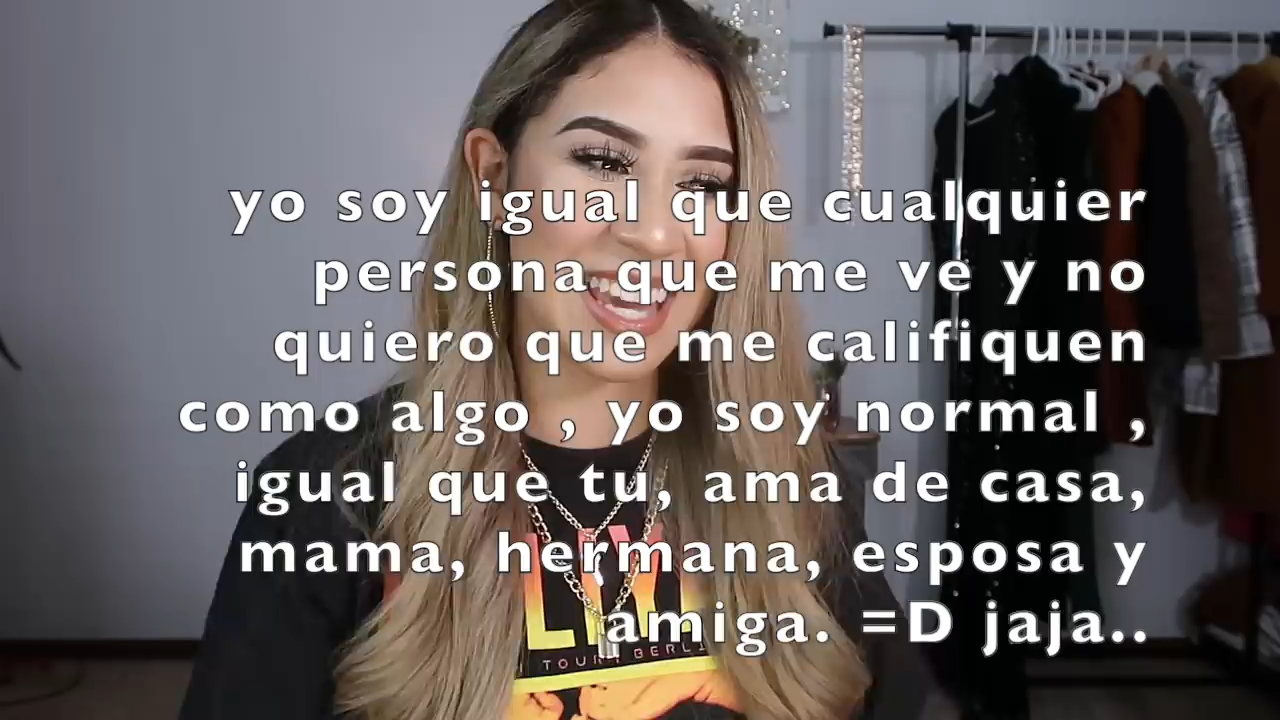 yo soy igual que cualquier
persona que me ve y no
quiero que me califiquen
como algo , yo soy normal ,
igual que tu, ama de casa,
mama, hermana, esposa y
amiga. =D jaja..
TOUR